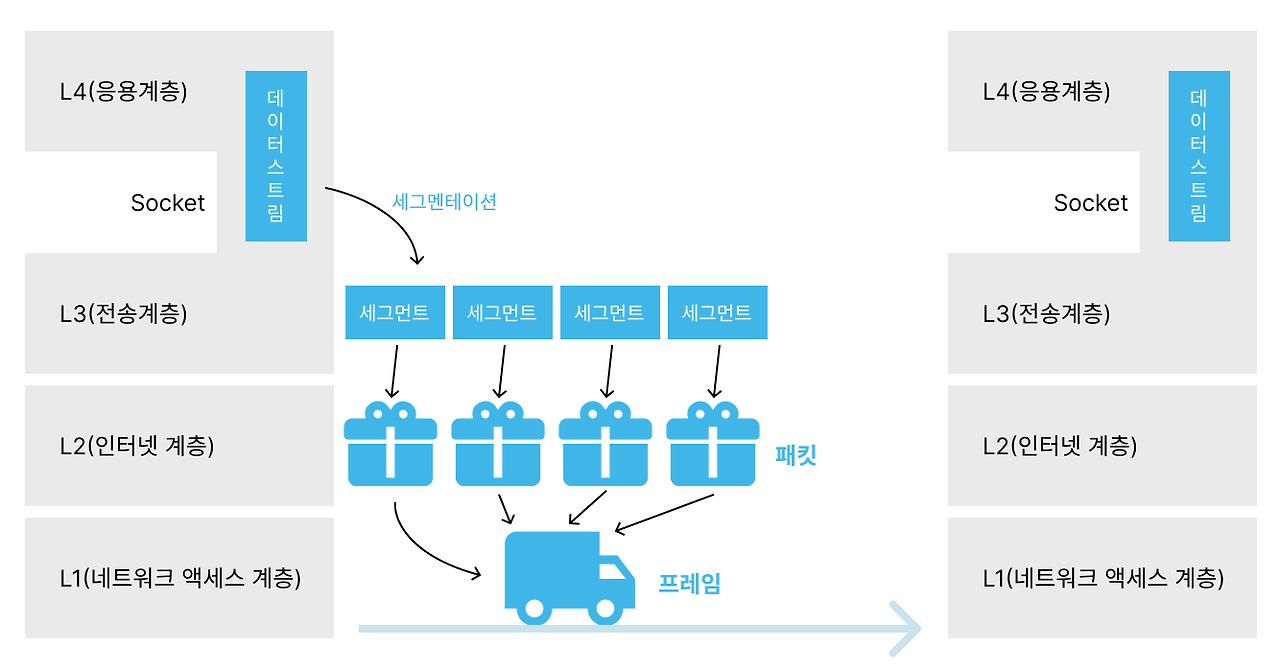 L4(응용계층)
데이터스트림
Socket
L3(전송계층)
L2(인터넷 계층)
L1(네트워크 액세스 계층)
세그멘테이션
세그먼트 세그먼트 세그먼트 세그먼트
패킷
프레임
L4(응용계층)
데이터스트림
Socket
L3(전송계층)
L2(인터넷 계층)
L1(네트워크 액세스 계층)